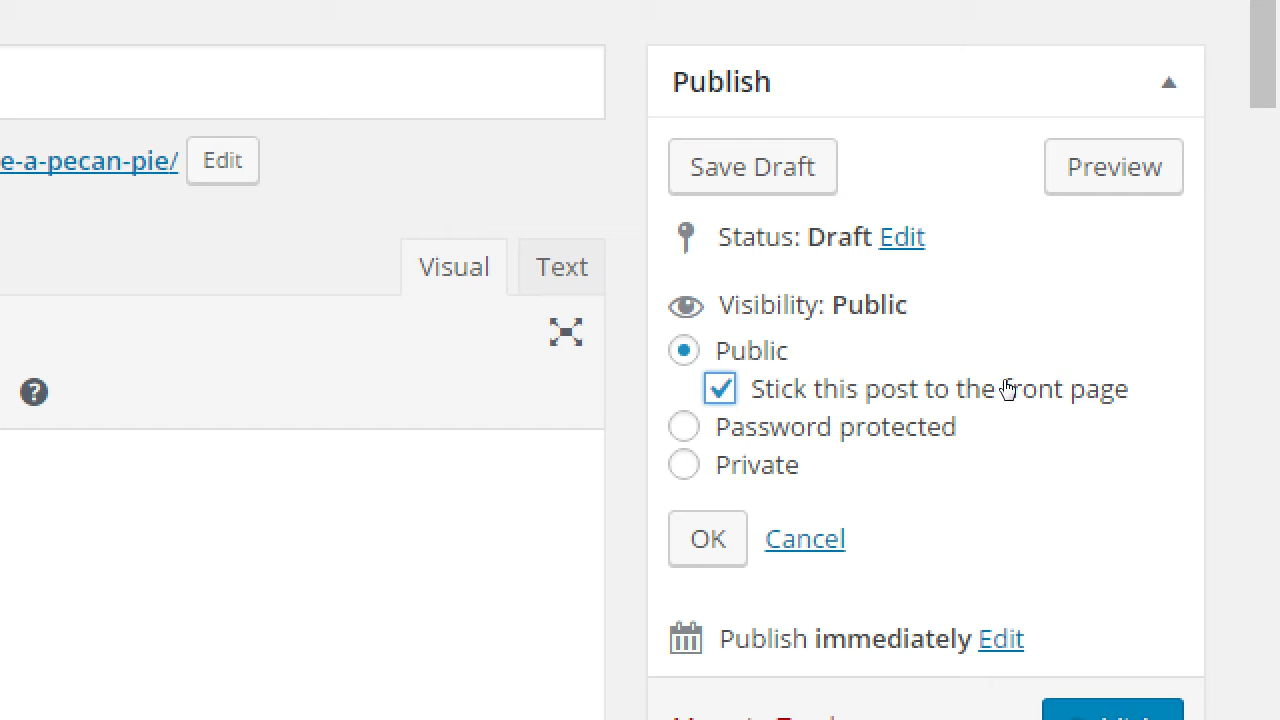 Publish
e-a-pecan-pie/ Edit
Save Draft Preview
Status: Draft Edit
Visual Text
Visibility: Public
Public
Stick this post to the front page
Password protected
Private
OK Cancel
Publish immediately Edit